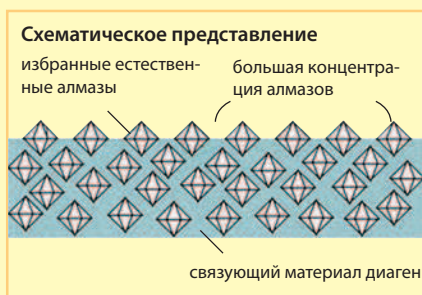 Схематическое представление
избранные естествен-
ные алмазы
большая концентра-
ция алмазов
связующий материал диаген